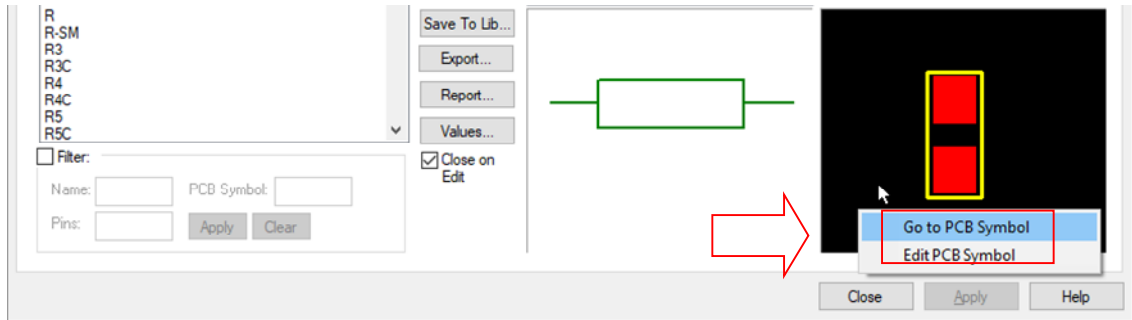 R
R-SM
R3
R3C
R4
R4C
R5
R5C
Save To Lib...
Export...
Report...
Values...
Close on
Edit
Filter:
Name:
PCB Symbol:
Pins:
Apply
Clear
Go to PCB Symbol
Edit PCB Symbol
Close
Apply
Help